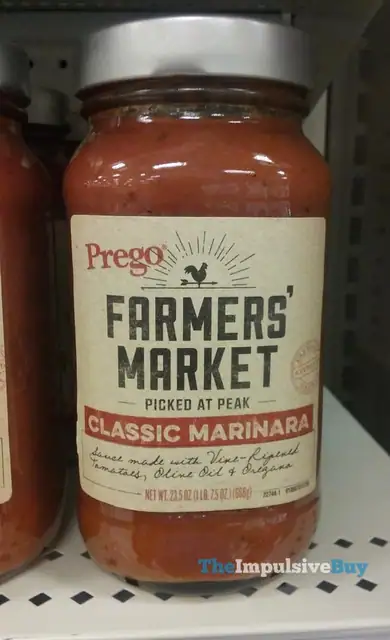 Prego®
FARMERS'
MARKET
PICKED AT PEAK
CLASSIC MARINARA
Sauce made with Vine-Ripened
Tomatoes, Olive Oil & Oregano
NET WT. 23.5 OZ (1 LB. 7.5 OZ) (666g)
TheImpulsiveBuy